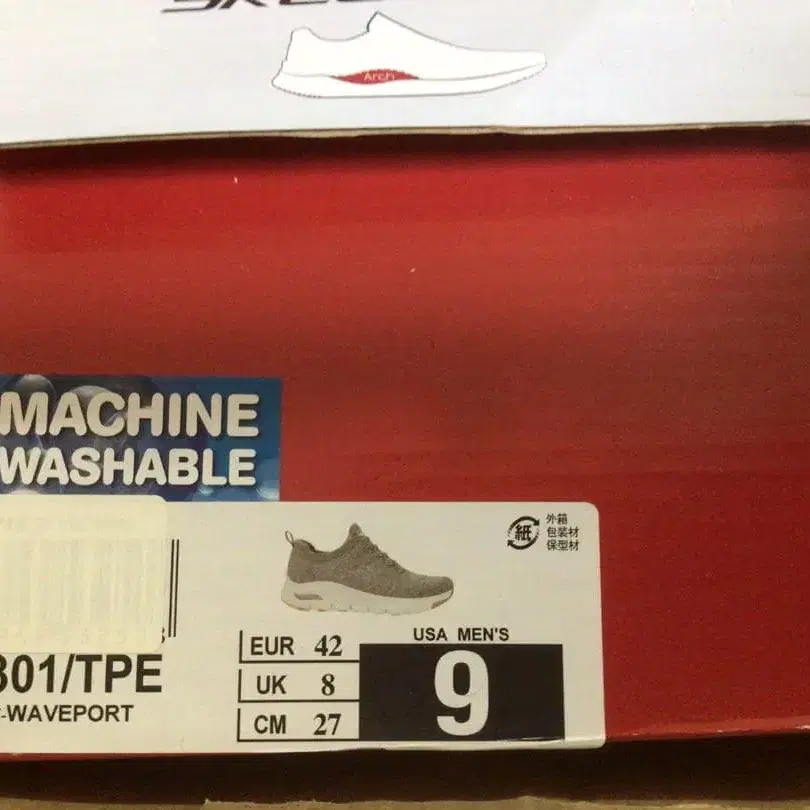 Arch
MACHINE
WASHABLE
紙
外箱
包装材
保型材
EUR 42
UK 8
CM 27
USA MEN'S
9
301/TPE
-WAVEPORT